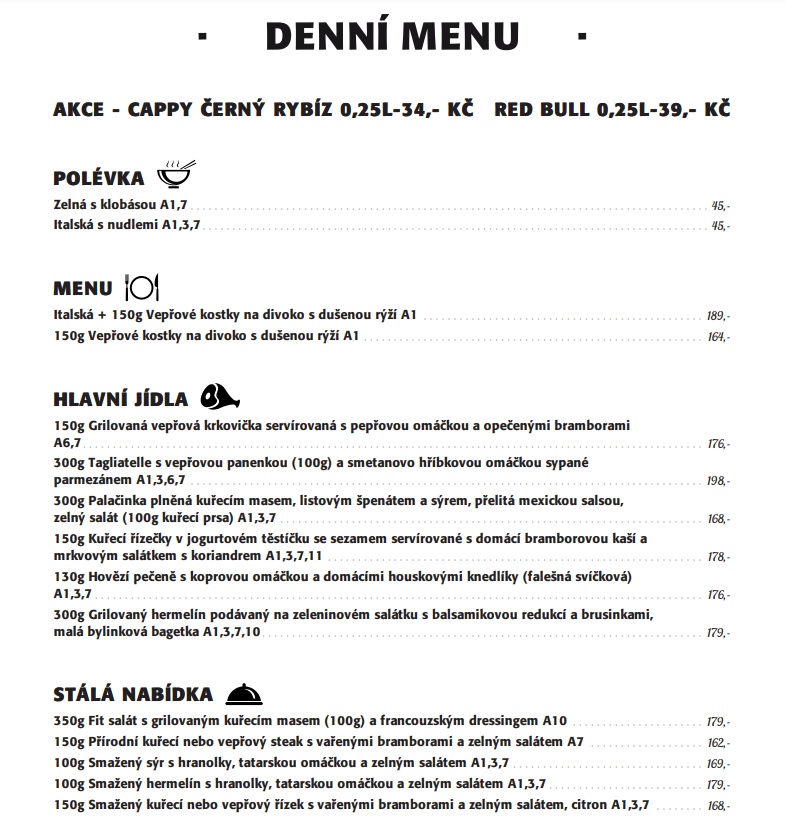 DENNÍ MENU
AKCE - CAPPY ČERNÝ RYBÍZ 0,25L-34,- KČ RED BULL 0,25L-39,- KČ
POLÉVKA
Zelná s klobásou A1,7 45,-
Italská s nudlemi A1,3,7 45,-
MENU
Italská + 150g Vepřové kostky na divoko s dušenou rýží A1 189,-
150g Vepřové kostky na divoko s dušenou rýží A1 164,-
HLAVNÍ JÍDLA
150g Grilovaná vepřová krkovička servírovaná s pepřovou omáčkou a opečenými bramborami
A6,7 176,-
300g Tagliatelle s vepřovou panenkou (100g) a smetanovo hříbkovou omáčkou sypané
parmezánem A1,3,6,7 198,-
300g Palačinka plněná kuřecím masem, listovým špenátem a sýrem, přelitá mexickou salsou,
zelný salát (100g kuřecí prsa) A1,3,7 168,-
150g Kuřecí řízečky v jogurtovém těstíčku se sezamem servírované s domácí bramborovou kaší a
mrkvovým salátkem s koriandrem A1,3,7,11 178,-
130g Hovězí pečeně s koprovou omáčkou a domácími houskovými knedlíky (falešná svíčková)
A1,3,7 176,-
300g Grilovaný hermelín podávaný na zeleninovém salátku s balsamikovou redukcí a brusinkami,
malá bylinková bagetka A1,3,7,10 179,-
STÁLÁ NABÍDKA
350g Fit salát s grilovaným kuřecím masem (100g) a francouzským dressingem A10 179,-
150g Přírodní kuřecí nebo vepřový steak s vařenými bramborami a zelným salátem A7 162,-
100g Smažený sýr s hranolky, tatarskou omáčkou a zelným salátem A1,3,7 169,-
100g Smažený hermelín s hranolky, tatarskou omáčkou a zelným salátem A1,3,7 179,-
150g Smažený kuřecí nebo vepřový řízek s vařenými bramborami a zelným salátem, citron A1,3,7 168,-